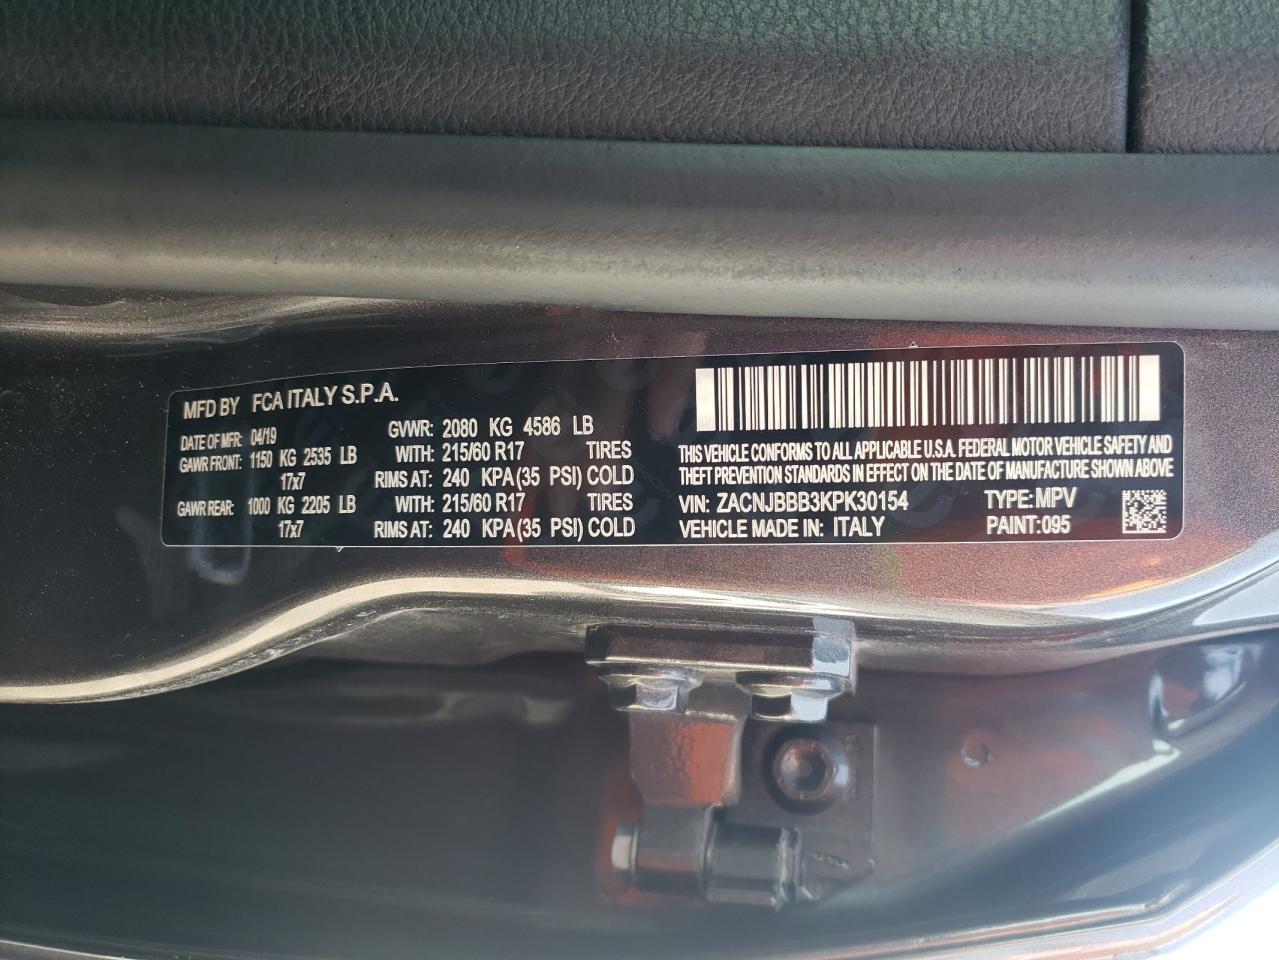 MFD BY FCA ITALY S.P.A.
DATE OF MFR: 04/19 GVWR: 2080 KG 4586 LB
GAWR FRONT: 1150 KG 2535 LB WITH: 215/60 R17 TIRES
17x7 RIMS AT: 240 KPA (35 PSI) COLD
GAWR REAR: 1000 KG 2205 LB WITH: 215/60 R17 TIRES
17x7 RIMS AT: 240 KPA (35 PSI) COLD
THIS VEHICLE CONFORMS TO ALL APPLICABLE U.S.A. FEDERAL MOTOR VEHICLE SAFETY AND
THEFT PREVENTION STANDARDS IN EFFECT ON THE DATE OF MANUFACTURE SHOWN ABOVE
VIN: ZACNJBBB3KPK30154 TYPE: MPV
VEHICLE MADE IN: ITALY PAINT: 095